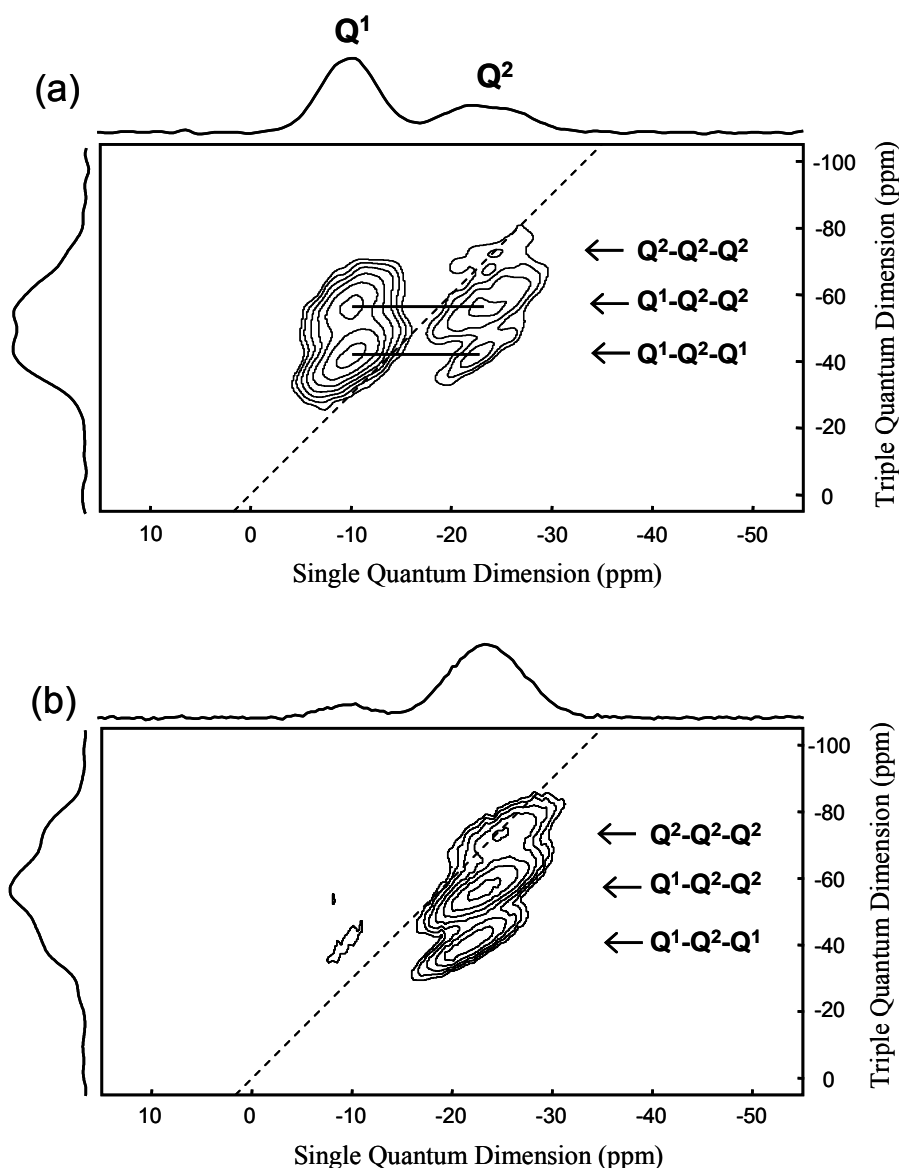 Q¹
(a)
Q²
-100
-80
Q²-Q²-Q²
-60
Q¹-Q²-Q²
-40
Q¹-Q²-Q¹
-20
0
Triple Quantum Dimension (ppm)
10 0 -10 -20 -30 -40 -50
Single Quantum Dimension (ppm)
(b)
-100
-80
Q²-Q²-Q²
-60
Q¹-Q²-Q²
-40
Q¹-Q²-Q¹
-20
0
Triple Quantum Dimension (ppm)
10 0 -10 -20 -30 -40 -50
Single Quantum Dimension (ppm)